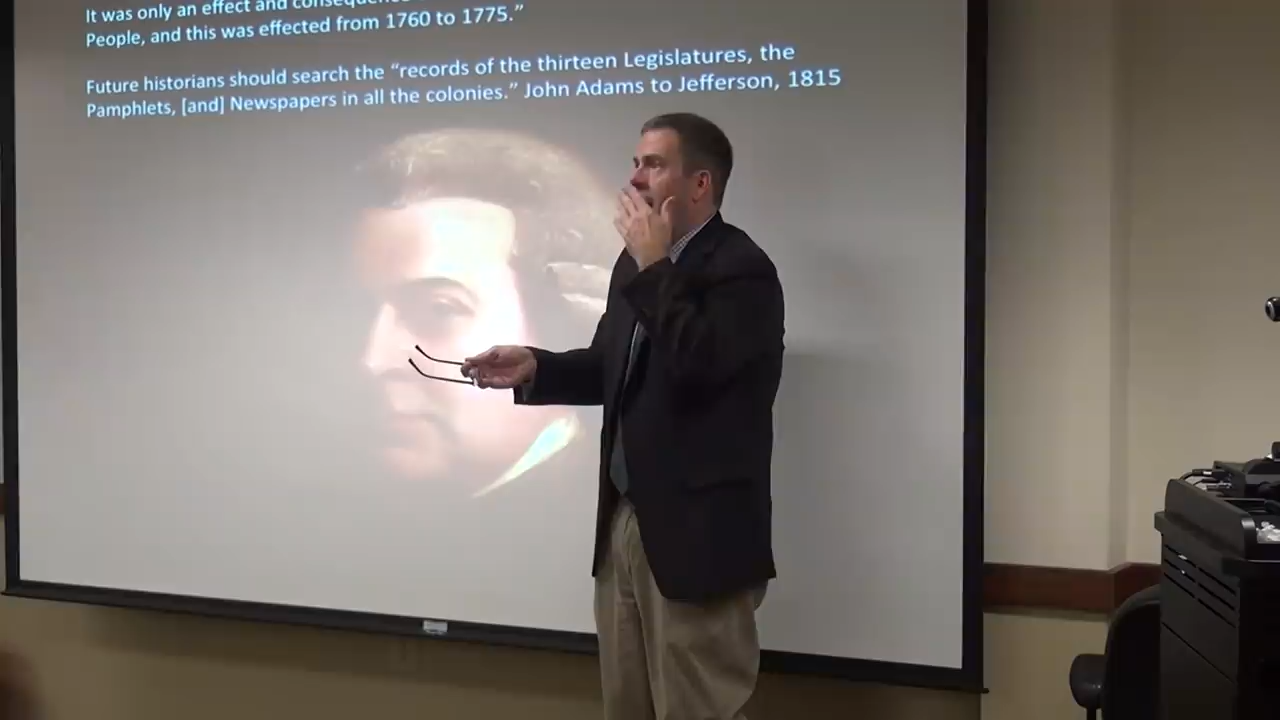 It was only an effect and consequence
People, and this was effected from 1760 to 1775.”
Future historians should search the “records of the thirteen Legislatures, the
Pamphlets, [and] Newspapers in all the colonies.” John Adams to Jefferson, 1815